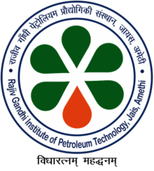 राजीव गाँधी पेट्रोलियम प्रौद्योगिकी संस्थान, जायस, अमेठी
Rajiv Gandhi Institute of Petroleum Technology, Jais, Amethi
विद्यारत्नम् महद्धनम्